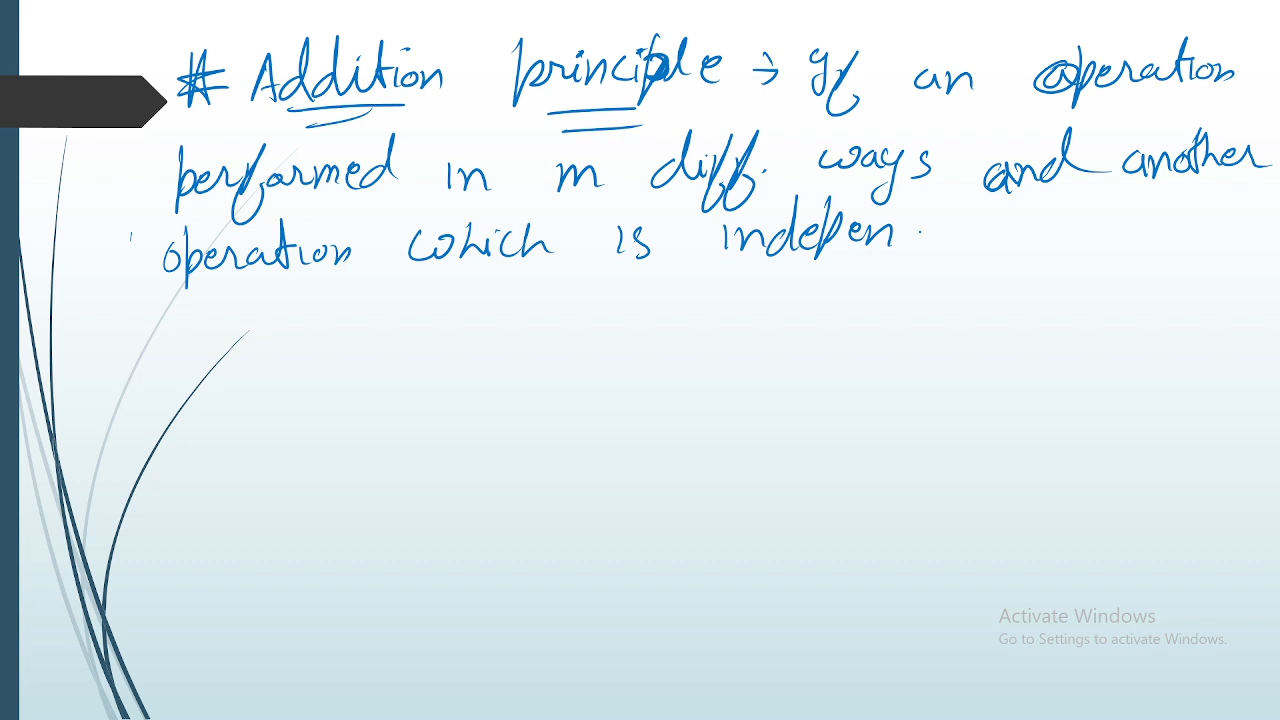 # Addition principle → If an operation
performed in m diff. ways and another
operation which is indepen.
Activate Windows
Go to Settings to activate Windows.